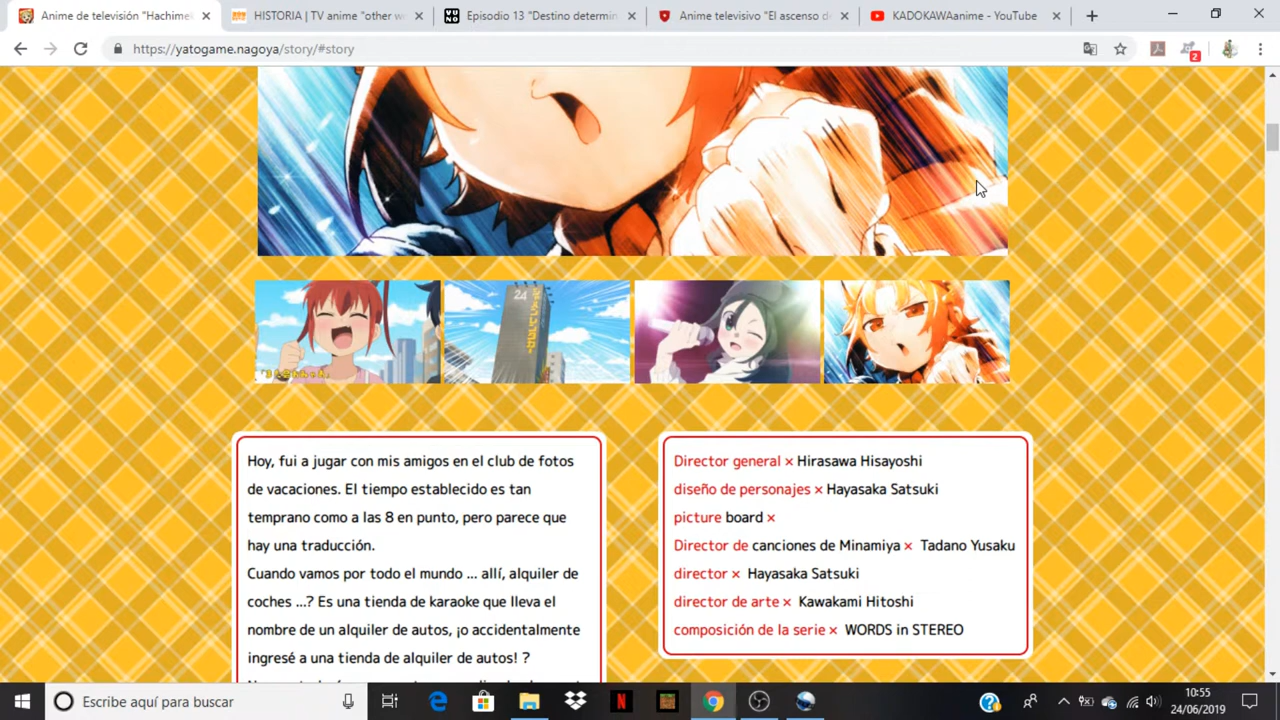 Anime de televisión "Hachime
HISTORIA | TV anime "other w
Episodio 13 "Destino determin
Anime televisivo "El ascenso d
KADOKAWAanime - YouTube
https://yatogame.nagoya/story/#story
2
24
Hoy, fui a jugar con mis amigos en el club de fotos
de vacaciones. El tiempo establecido es tan
temprano como a las 8 en punto, pero parece que
hay una traducción.
Cuando vamos por todo el mundo ... allí, alquiler de
coches ...? Es una tienda de karaoke que lleva el
nombre de un alquiler de autos, ¡o accidentalmente
ingresé a una tienda de alquiler de autos! ?
Director general × Hirasawa Hisayoshi
diseño de personajes × Hayasaka Satsuki
picture board ×
Director de canciones de Minamiya × Tadano Yusaku
director × Hayasaka Satsuki
director de arte × Kawakami Hitoshi
composición de la serie × WORDS in STEREO
Escribe aquí para buscar
10:55
24/06/2019